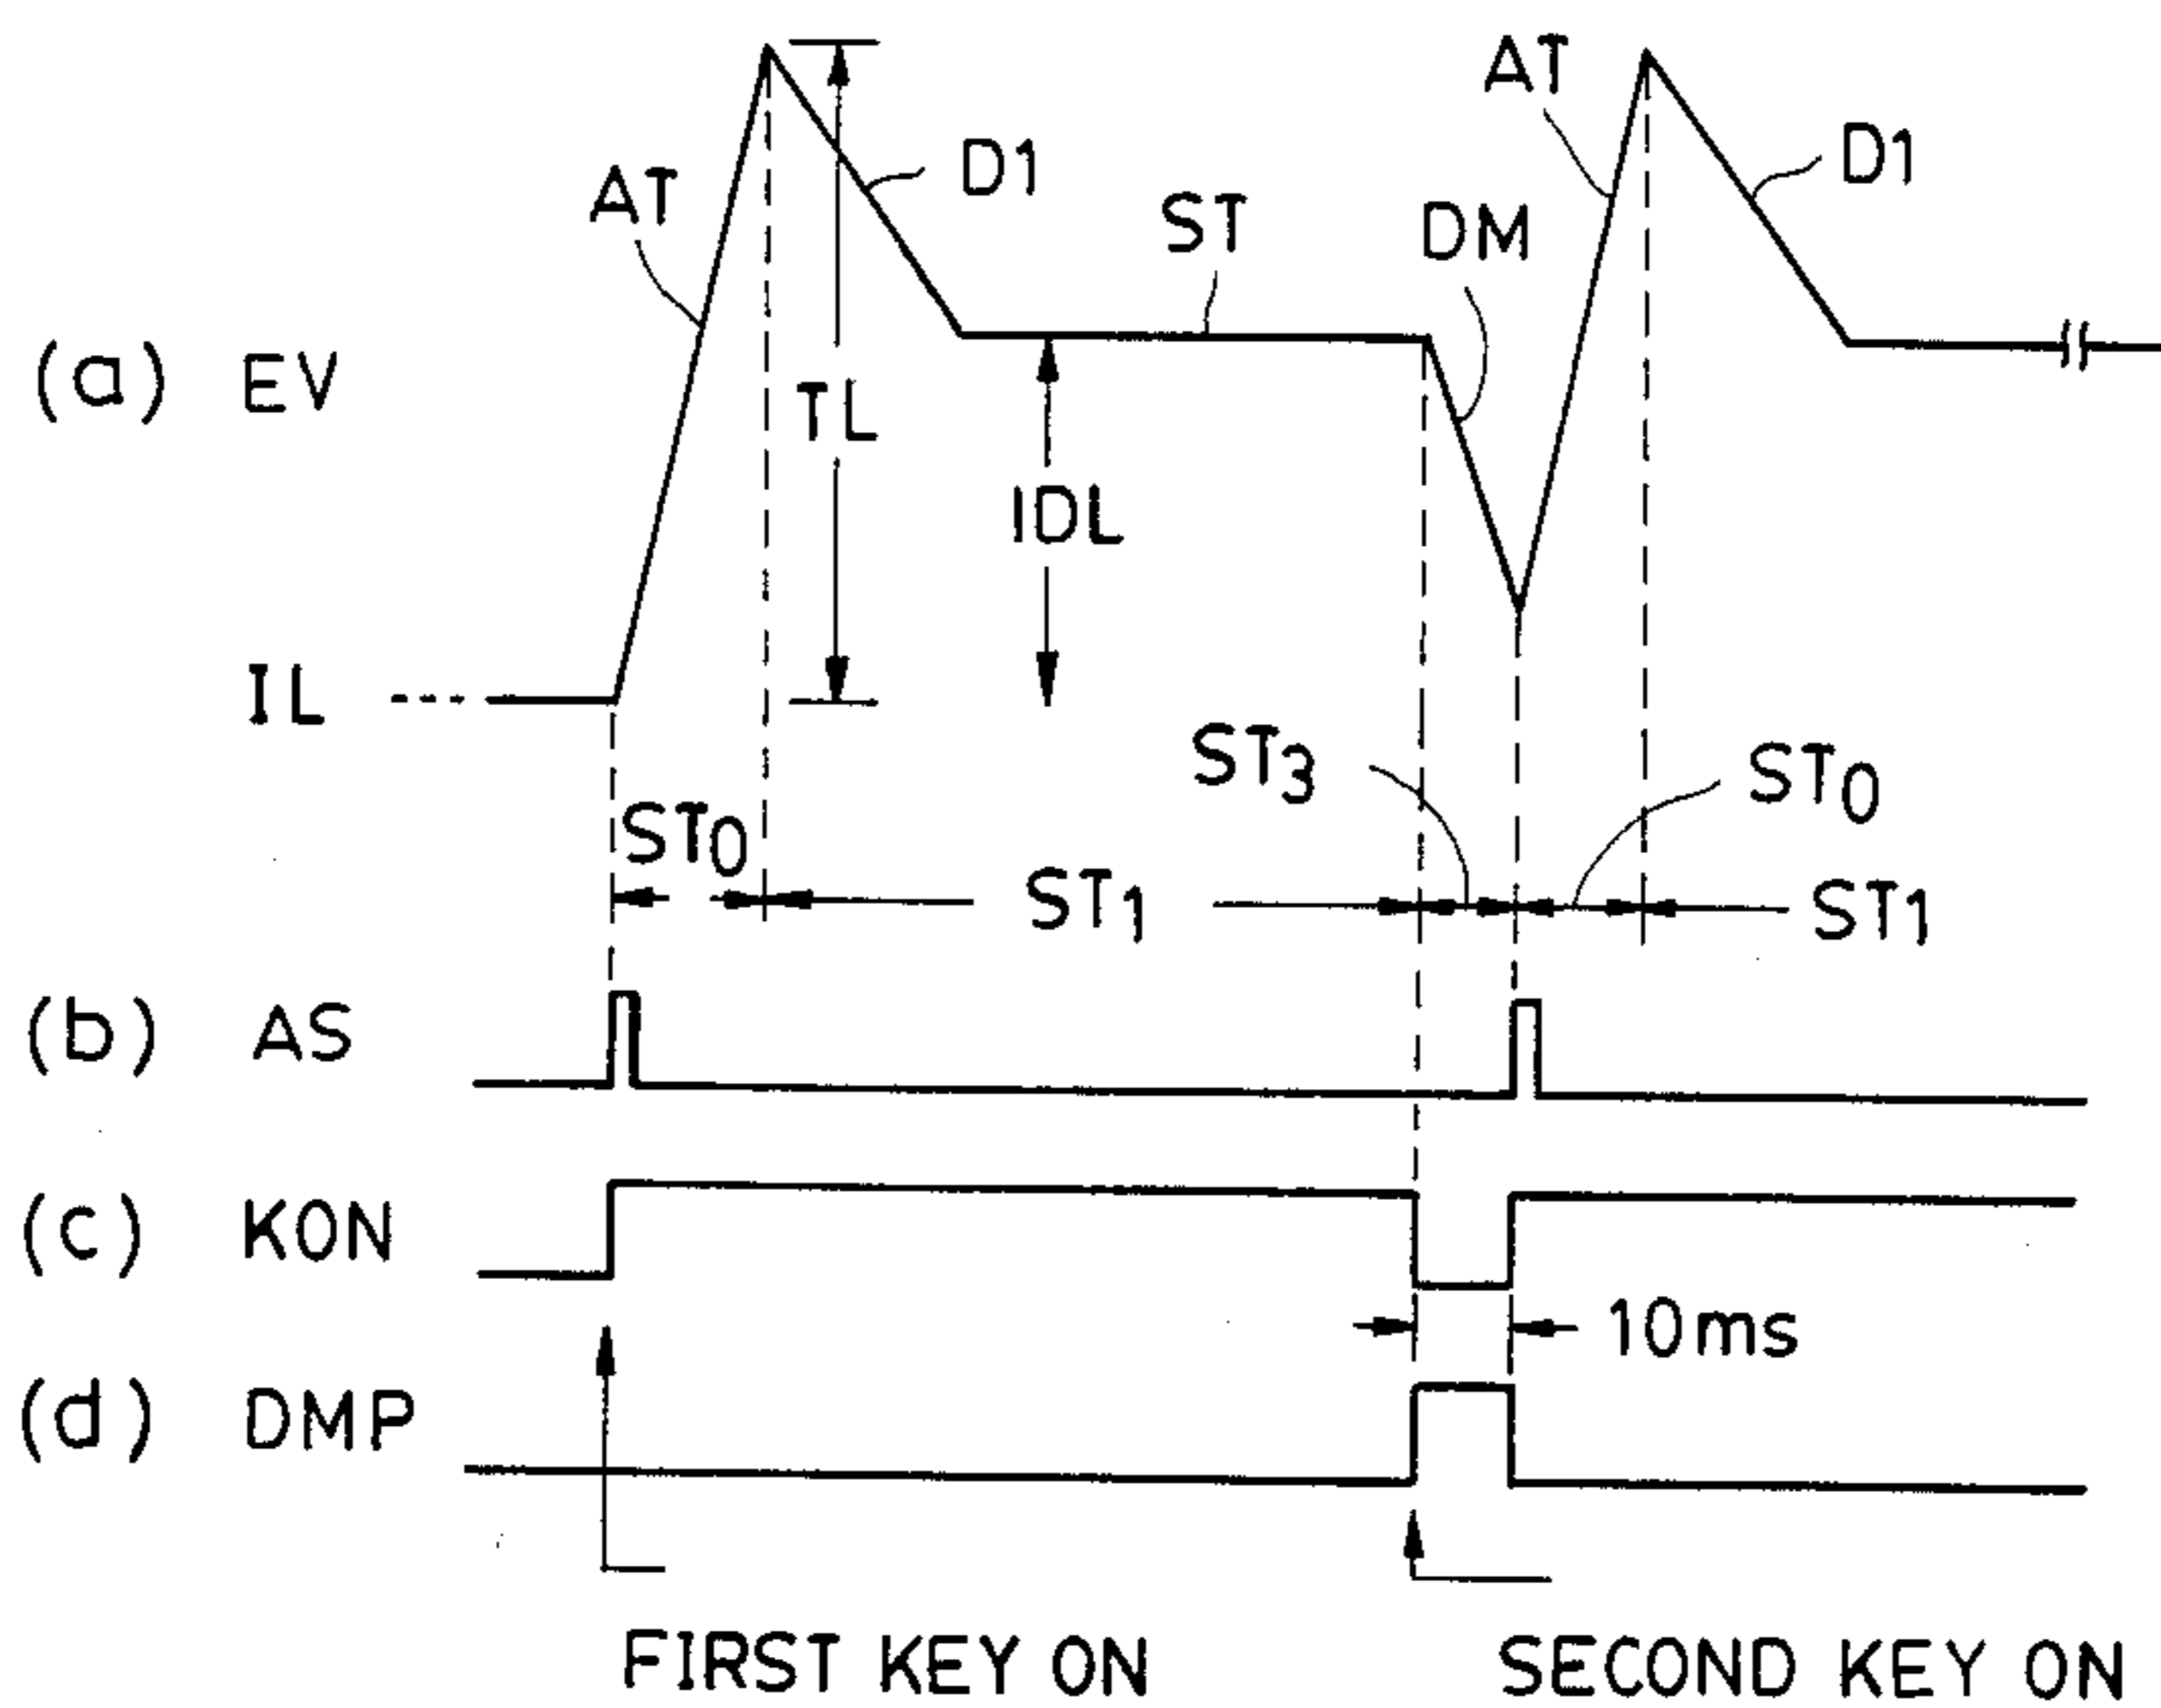 AT
D1
AT
D1
ST
DM
(a) EV
TL
IDL
IL
ST3
ST0
ST0
ST1
ST1
(b) AS
(c) KON
10ms
(d) DMP
FIRST KEY ON
SECOND KEY ON